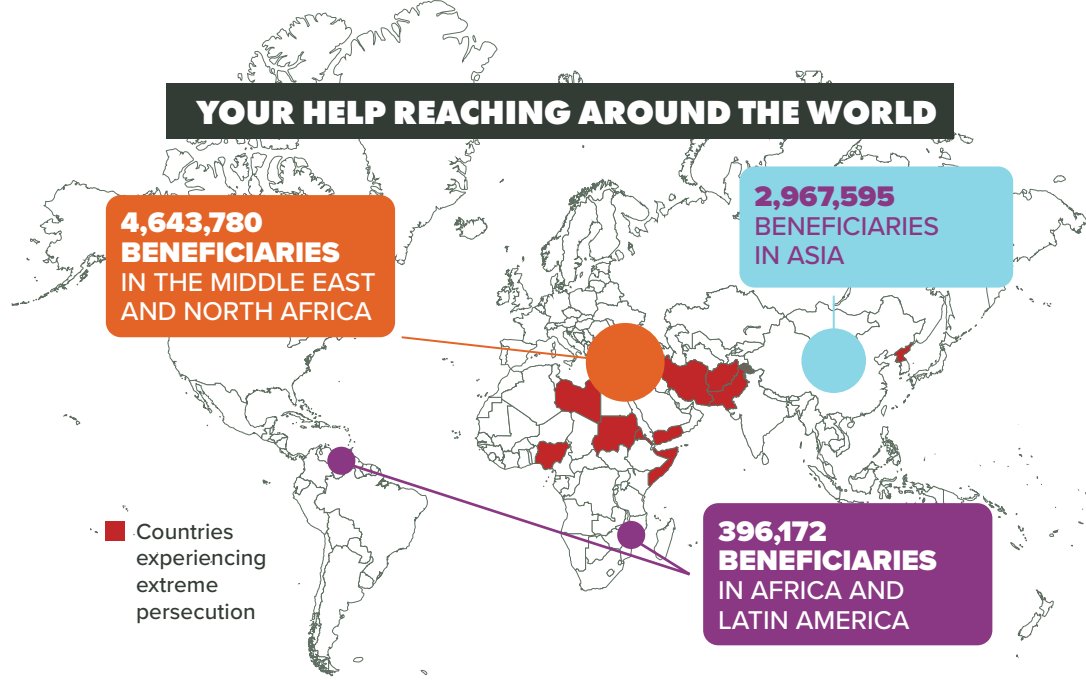 YOUR HELP REACHING AROUND THE WORLD
4,643,780
BENEFICIARIES
IN THE MIDDLE EAST
AND NORTH AFRICA
2,967,595
BENEFICIARIES
IN ASIA
396,172
BENEFICIARIES
IN AFRICA AND
LATIN AMERICA
Countries
experiencing
extreme
persecution